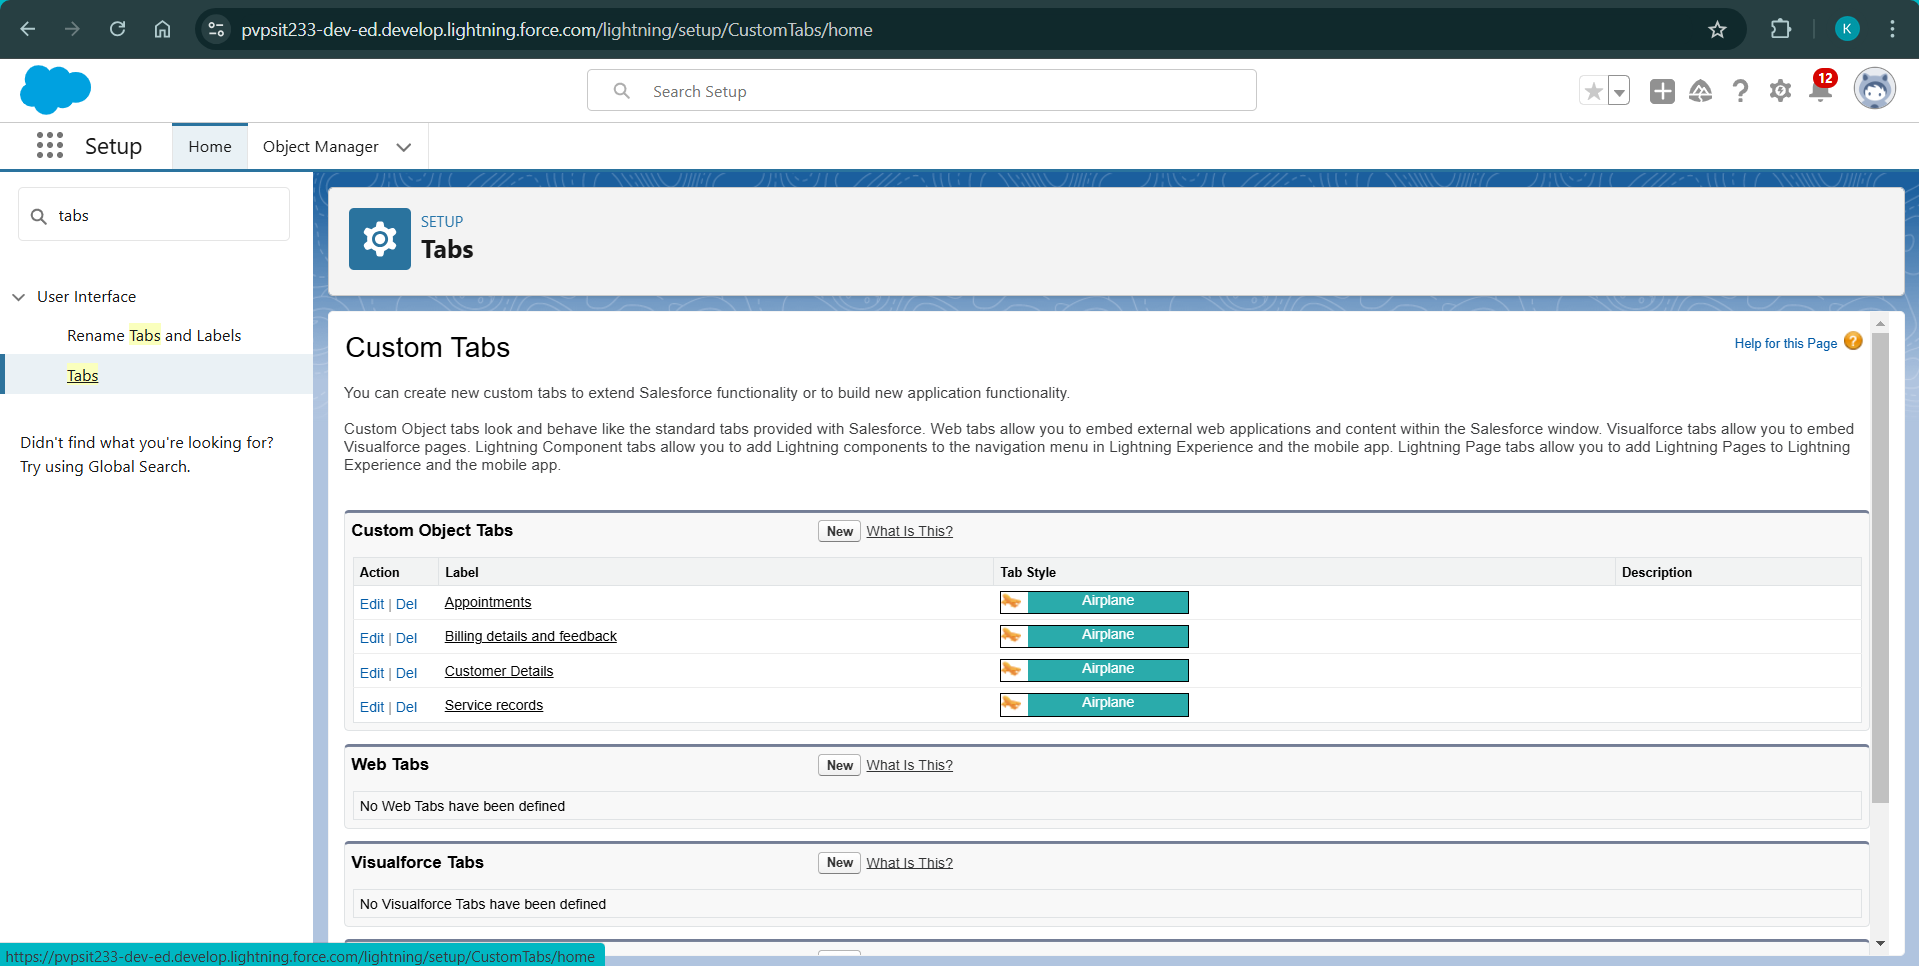 pvpsit233-dev-ed.develop.lightning.force.com/lightning/setup/CustomTabs/home
K
Search Setup
12
Setup
Home
Object Manager
tabs
User Interface
Rename Tabs and Labels
Tabs
Didn't find what you're looking for?
Try using Global Search.
SETUP
Tabs
Custom Tabs
Help for this Page ?
You can create new custom tabs to extend Salesforce functionality or to build new application functionality.
Custom Object tabs look and behave like the standard tabs provided with Salesforce. Web tabs allow you to embed external web applications and content within the Salesforce window. Visualforce tabs allow you to embed
Visualforce pages. Lightning Component tabs allow you to add Lightning components to the navigation menu in Lightning Experience and the mobile app. Lightning Page tabs allow you to add Lightning Pages to Lightning
Experience and the mobile app.
Custom Object Tabs New What Is This?
Action Label Tab Style Description
Edit | Del Appointments Airplane
Edit | Del Billing details and feedback Airplane
Edit | Del Customer Details Airplane
Edit | Del Service records Airplane
Web Tabs New What Is This?
No Web Tabs have been defined
Visualforce Tabs New What Is This?
No Visualforce Tabs have been defined
https://pvpsit233-dev-ed.develop.lightning.force.com/lightning/setup/CustomTabs/home